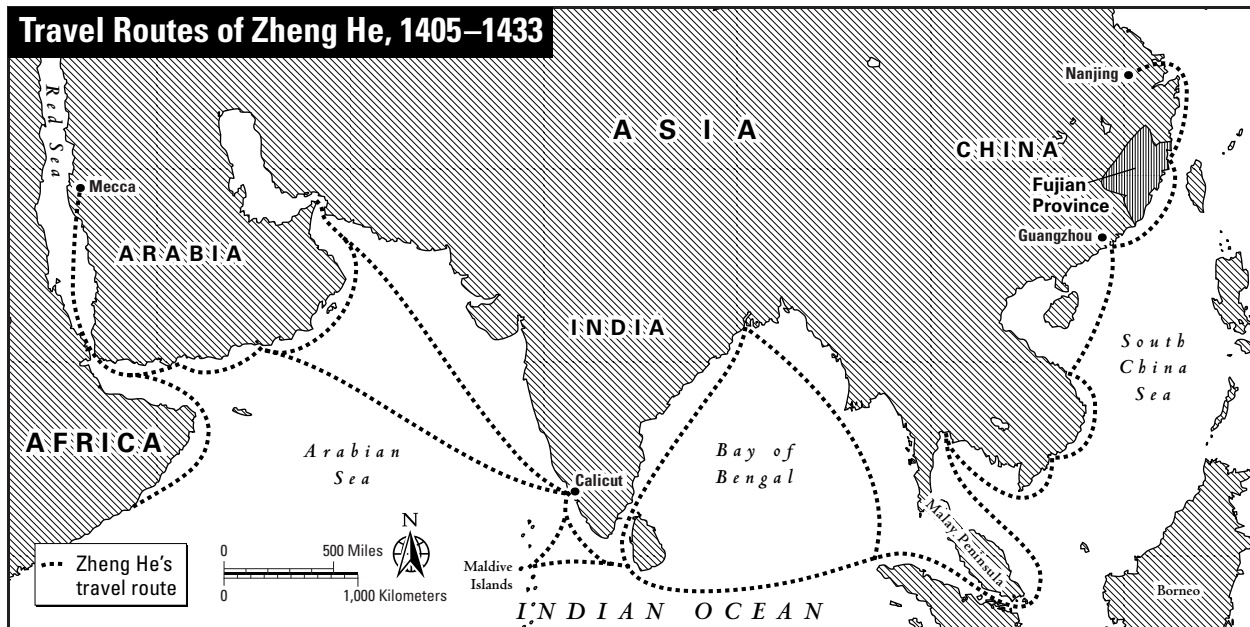 Travel Routes of Zheng He, 1405–1433
Nanjing
Red Sea
ASIA
CHINA
Mecca
Fujian
Province
Guangzhou
ARABIA
INDIA
South
China
Sea
AFRICA
Arabian
Sea
Bay of
Bengal
Calicut
Malay Peninsula
N
0 500 Miles
0 1,000 Kilometers
Zheng He's
travel route
Maldive
Islands
Borneo
INDIAN OCEAN